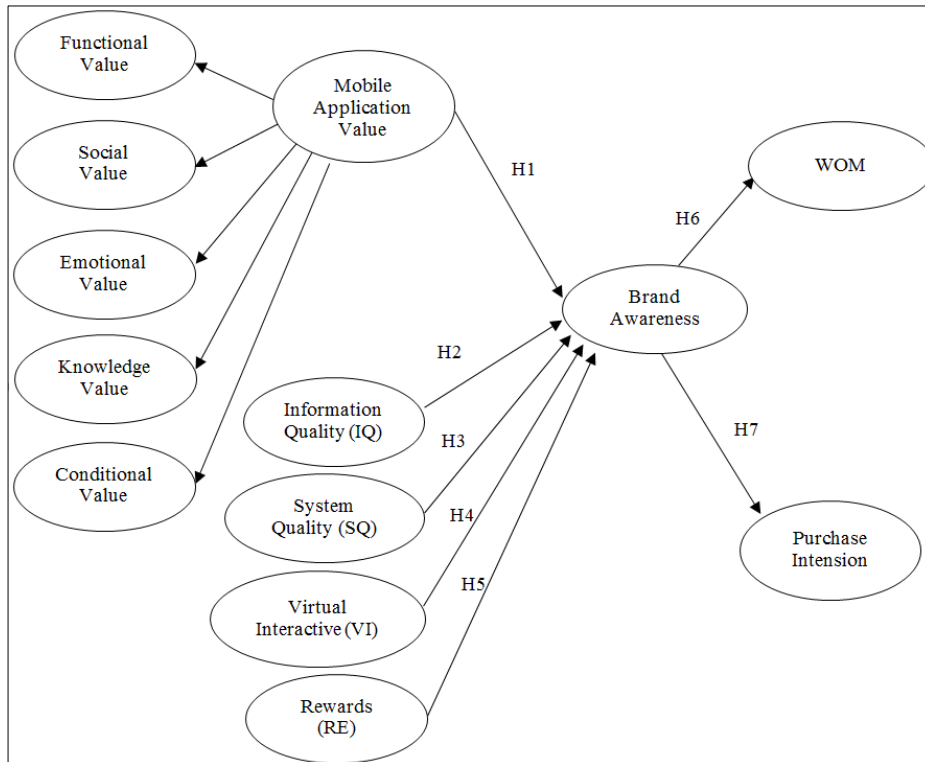 Functional
Value
Mobile
Application
Value
Social
Value
Emotional
Value
Knowledge
Value
Conditional
Value
H1
WOM
H6
Brand
Awareness
H2
Information
Quality (IQ)
H3
H7
System
Quality (SQ)
H4
Purchase
Intension
H5
Virtual
Interactive (VI)
Rewards
(RE)